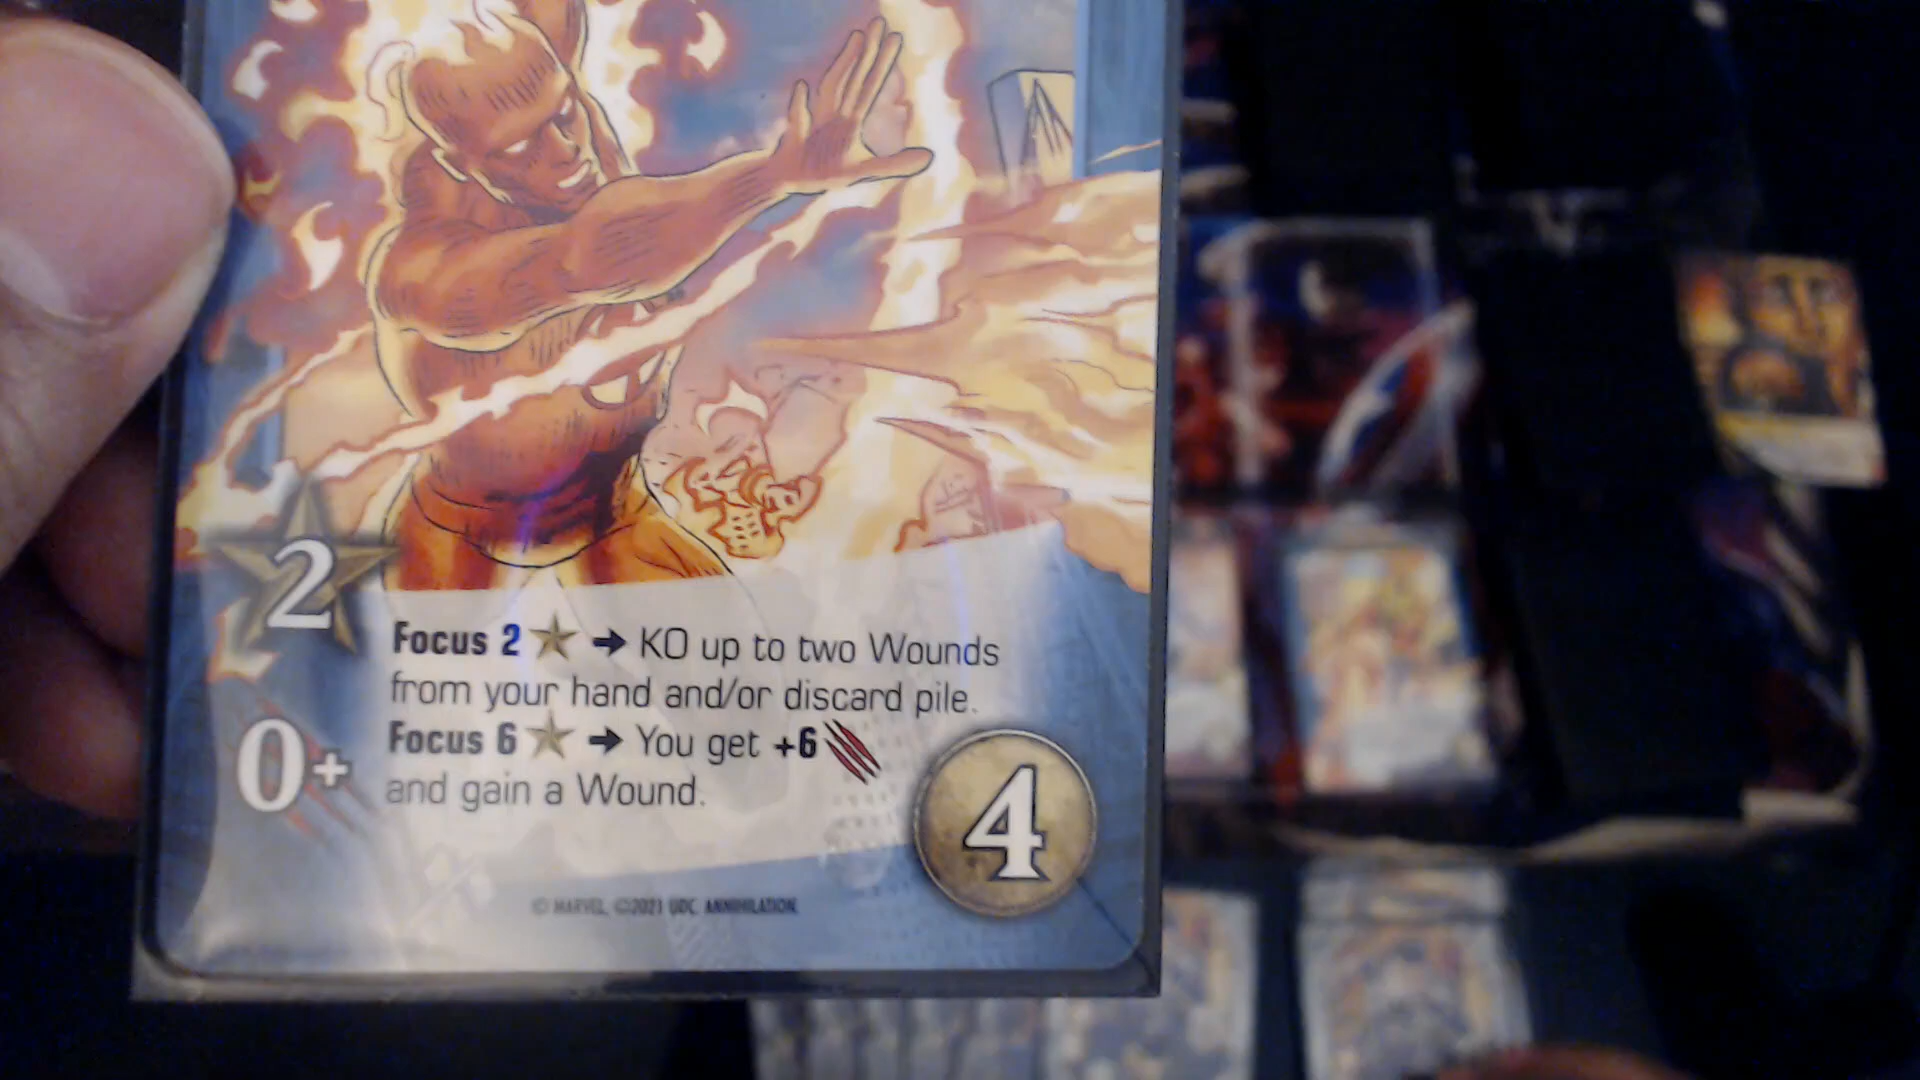 2
Focus 2 → KO up to two Wounds
from your hand and/or discard pile.
Focus 6 → You get +6
and gain a Wound.
0+
4
© MARVEL, ©2021 UDC. ANNIHILATION.